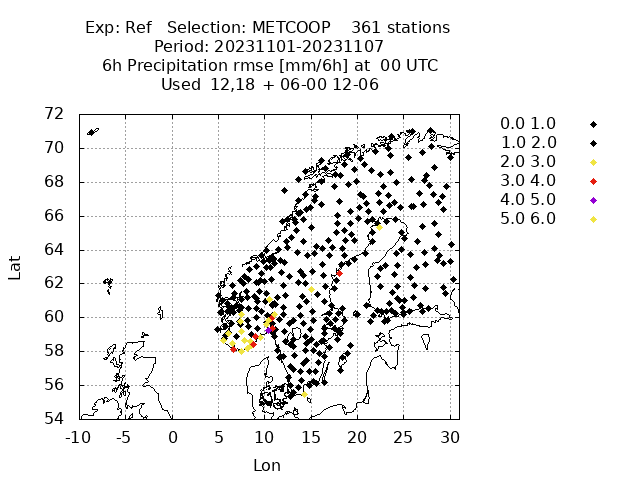 Exp: Ref   Selection: METCOOP    361 stations
Period: 20231101-20231107
6h Precipitation rmse [mm/6h] at  00 UTC
Used  12,18 + 06-00 12-06
72
70
68
66
64
62
60
58
56
54
-10 -5 0 5 10 15 20 25 30
Lat
Lon
0.0 1.0
1.0 2.0
2.0 3.0
3.0 4.0
4.0 5.0
5.0 6.0